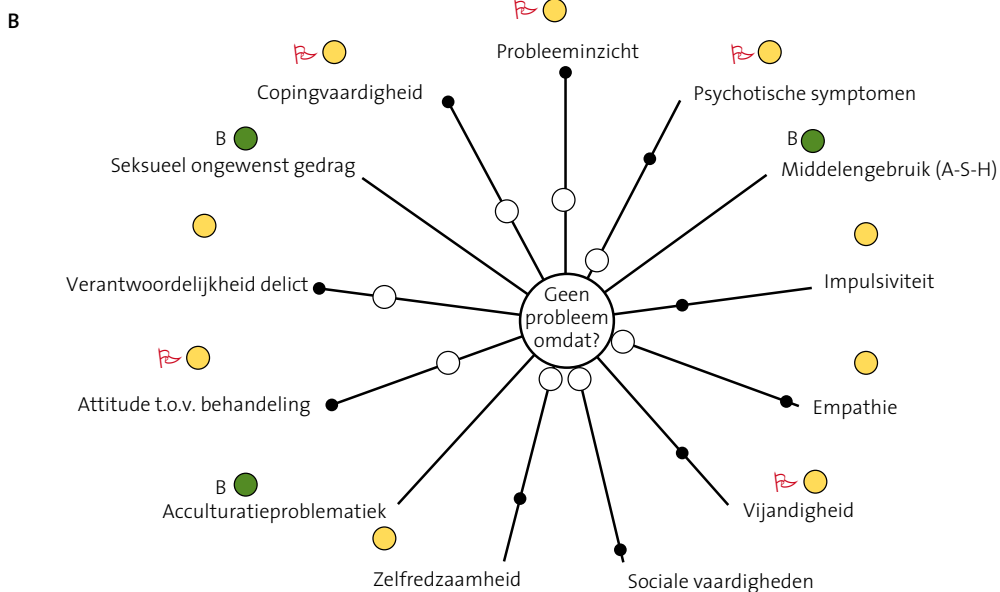 B
Probleeminzicht
Copingvaardigheid
Psychotische symptomen
B
Seksueel ongewenst gedrag
B
Middelengebruik (A-S-H)
Verantwoordelijkheid delict
Impulsiviteit
Geen
probleem
omdat?
Attitude t.o.v. behandeling
Empathie
B
Acculturatieproblematiek
Vijandigheid
Zelfredzaamheid
Sociale vaardigheden